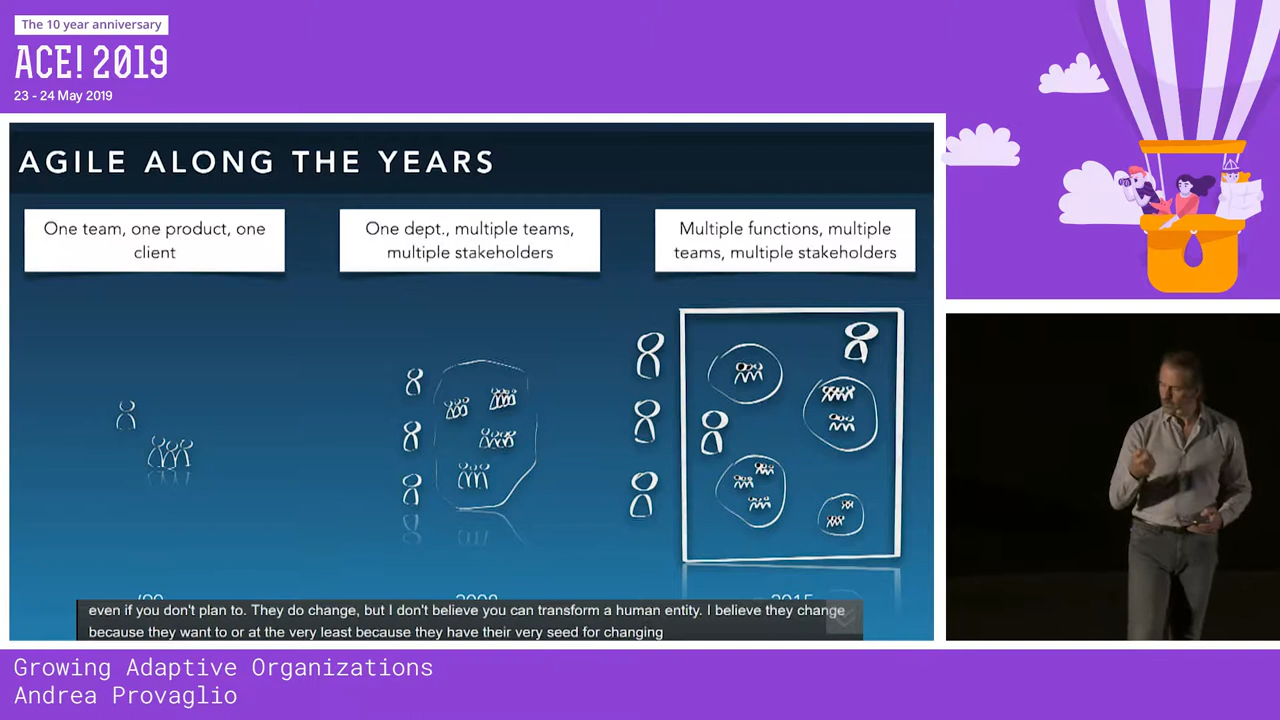 The 10 year anniversary
ACE! 2019
23 - 24 May 2019
AGILE ALONG THE YEARS
One team, one product, one
client
One dept., multiple teams,
multiple stakeholders
Multiple functions, multiple
teams, multiple stakeholders
even if you don't plan to. They do change, but I don't believe you can transform a human entity. I believe they change
because they want to or at the very least because they have their very seed for changing
Growing Adaptive Organizations
Andrea Provaglio